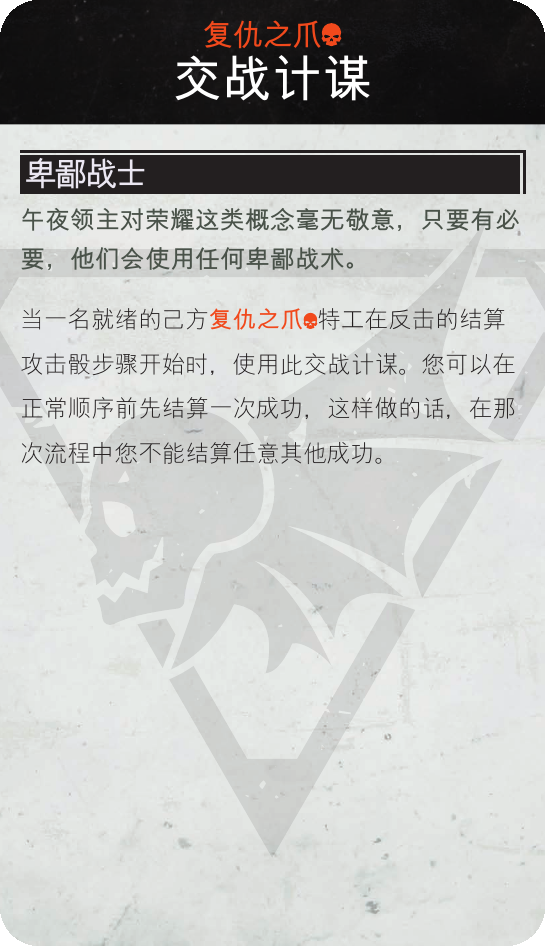 复仇之爪
交战计谋
卑鄙战士
午夜领主对荣耀这类概念毫无敬意，只要有必
要，他们会使用任何卑鄙战术。
当一名就绪的己方复仇之爪特工在反击的结算
攻击骰步骤开始时，使用此交战计谋。您可以在
正常顺序前先结算一次成功，这样做的话，在那
次流程中您不能结算任意其他成功。